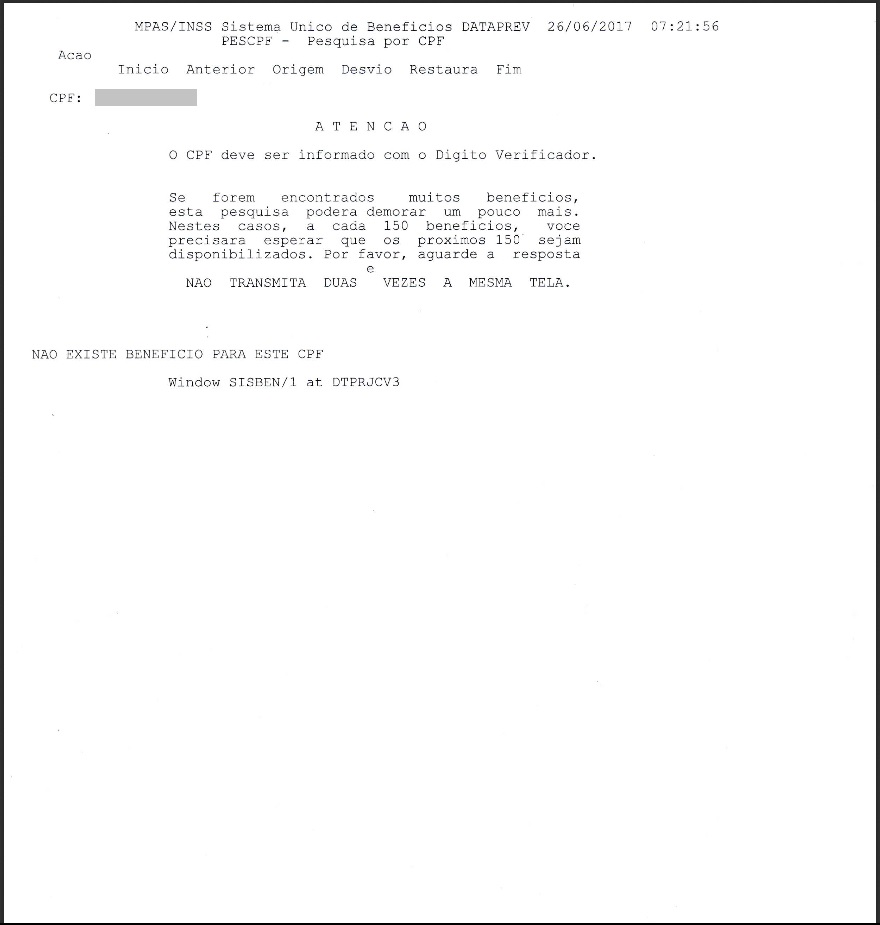 MPAS/INSS Sistema Unico de Beneficios DATAPREV 26/06/2017 07:21:56
PESCPF - Pesquisa por CPF
Acao
Inicio Anterior Origem Desvio Restaura Fim
CPF:
A T E N C A O
O CPF deve ser informado com o Digito Verificador.
Se forem encontrados muitos beneficios,
esta pesquisa podera demorar um pouco mais.
Nestes casos, a cada 150 beneficios, voce
precisara esperar que os proximos 150 sejam
disponibilizados. Por favor, aguarde a resposta
e
NAO TRANSMITA DUAS VEZES A MESMA TELA.
NAO EXISTE BENEFICIO PARA ESTE CPF
Window SISBEN/1 at DTPRJCV3